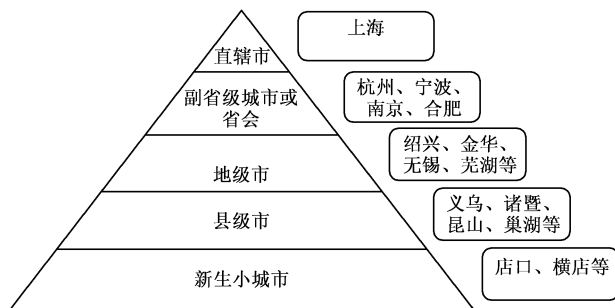 上海
直辖市
杭州、宁波、
南京、合肥
副省级城市或
省会
绍兴、金华、
无锡、芜湖等
地级市
义乌、诸暨、
昆山、巢湖等
县级市
店口、横店等
新生小城市